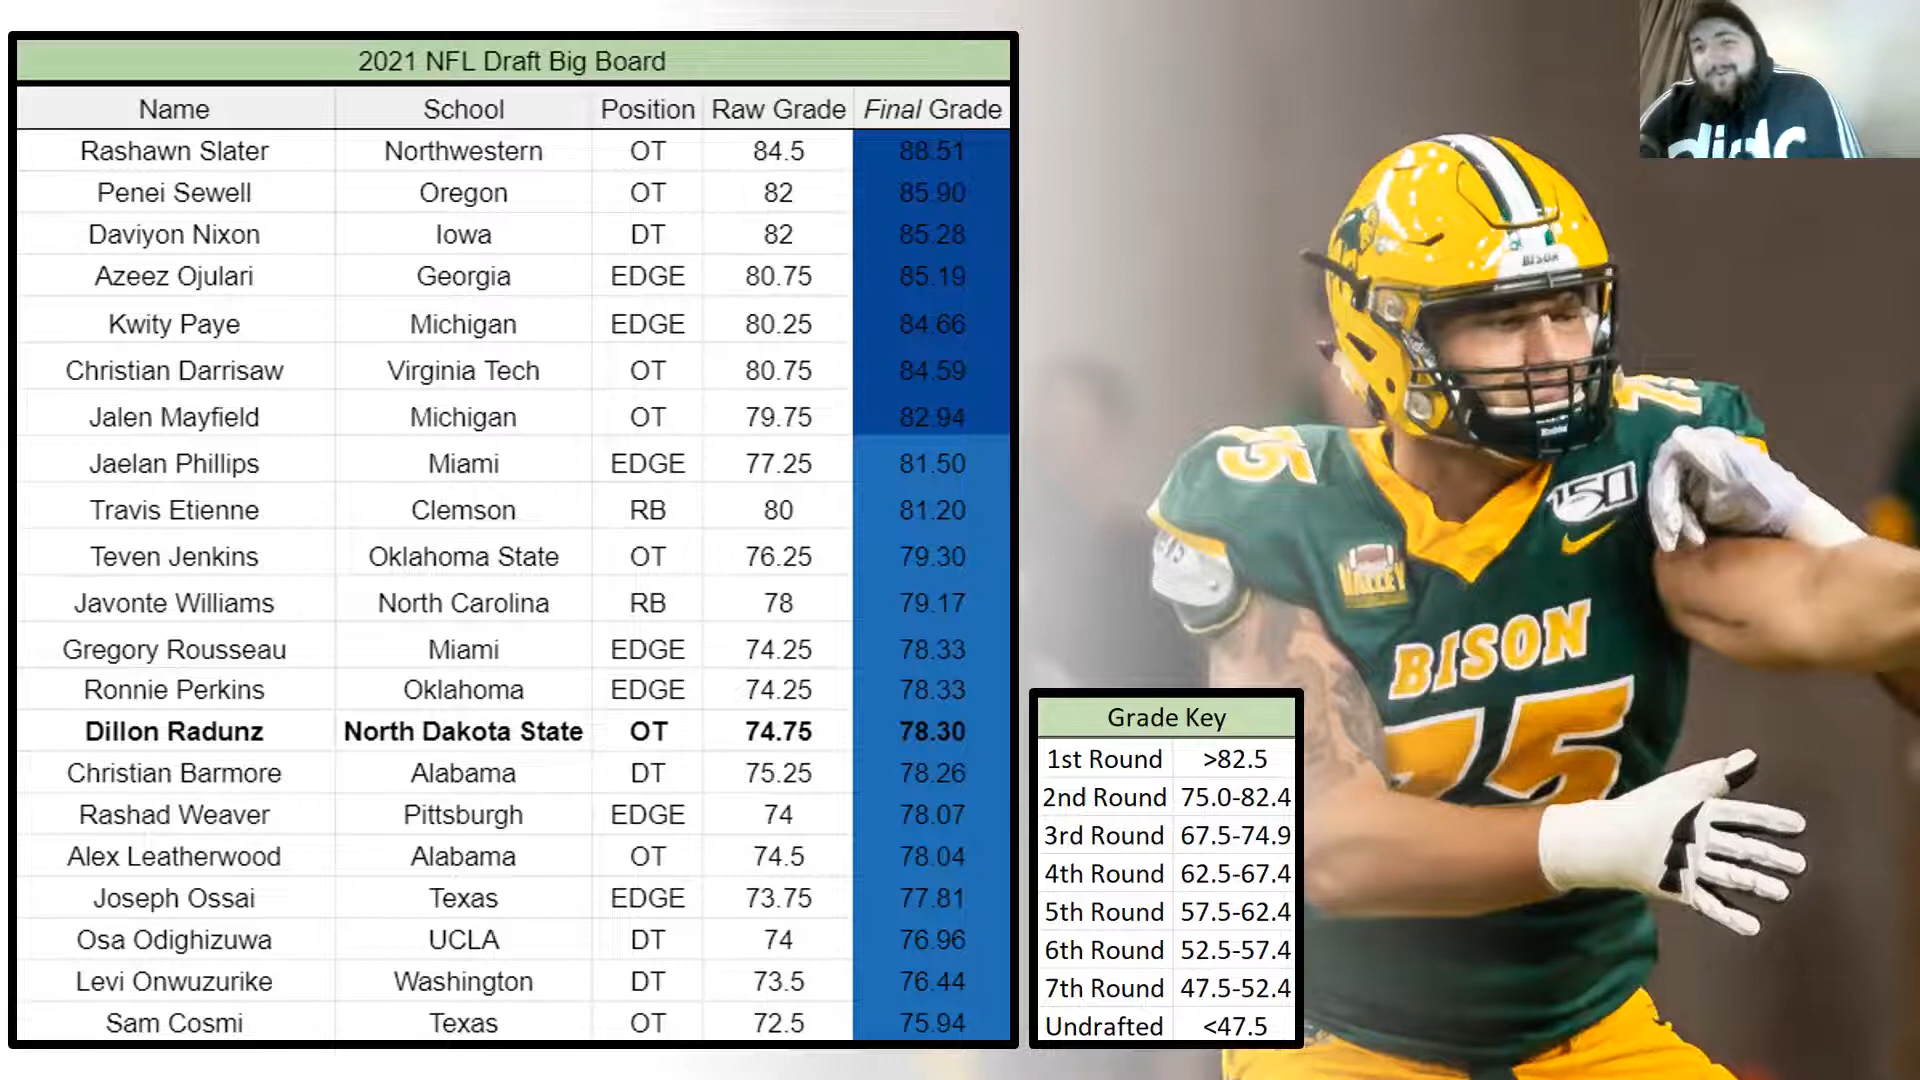 2021 NFL Draft Big Board
Name School Position Raw Grade Final Grade
Rashawn Slater Northwestern OT 84.5 88.51
Penei Sewell Oregon OT 82 85.90
Daviyon Nixon Iowa DT 82 85.28
Azeez Ojulari Georgia EDGE 80.75 85.19
Kwity Paye Michigan EDGE 80.25 84.66
Christian Darrisaw Virginia Tech OT 80.75 84.59
Jalen Mayfield Michigan OT 79.75 82.94
Jaelan Phillips Miami EDGE 77.25 81.50
Travis Etienne Clemson RB 80 81.20
Teven Jenkins Oklahoma State OT 76.25 79.30
Javonte Williams North Carolina RB 78 79.17
Gregory Rousseau Miami EDGE 74.25 78.33
Ronnie Perkins Oklahoma EDGE 74.25 78.33
Dillon Radunz North Dakota State OT 74.75 78.30
Christian Barmore Alabama DT 75.25 78.26
Rashad Weaver Pittsburgh EDGE 74 78.07
Alex Leatherwood Alabama OT 74.5 78.04
Joseph Ossai Texas EDGE 73.75 77.81
Osa Odighizuwa UCLA DT 74 76.96
Levi Onwuzurike Washington DT 73.5 76.44
Sam Cosmi Texas OT 72.5 75.94
Grade Key
1st Round >82.5
2nd Round 75.0-82.4
3rd Round 67.5-74.9
4th Round 62.5-67.4
5th Round 57.5-62.4
6th Round 52.5-57.4
7th Round 47.5-52.4
Undrafted <47.5
BISON
75
150
VALLEY
BISON
75